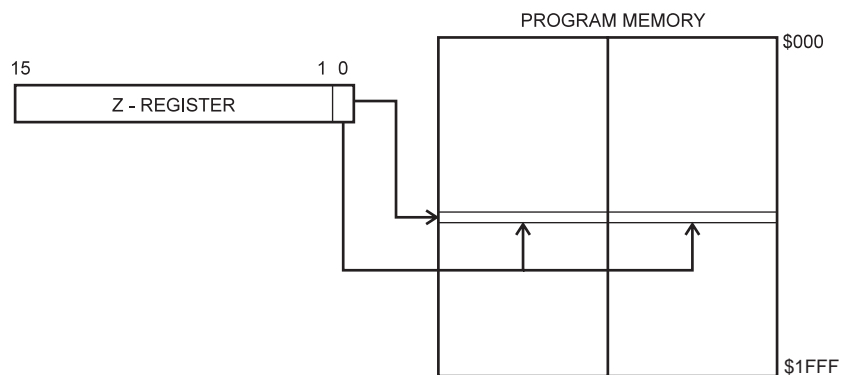 PROGRAM MEMORY
$000
15 1 0
Z - REGISTER
$1FFF